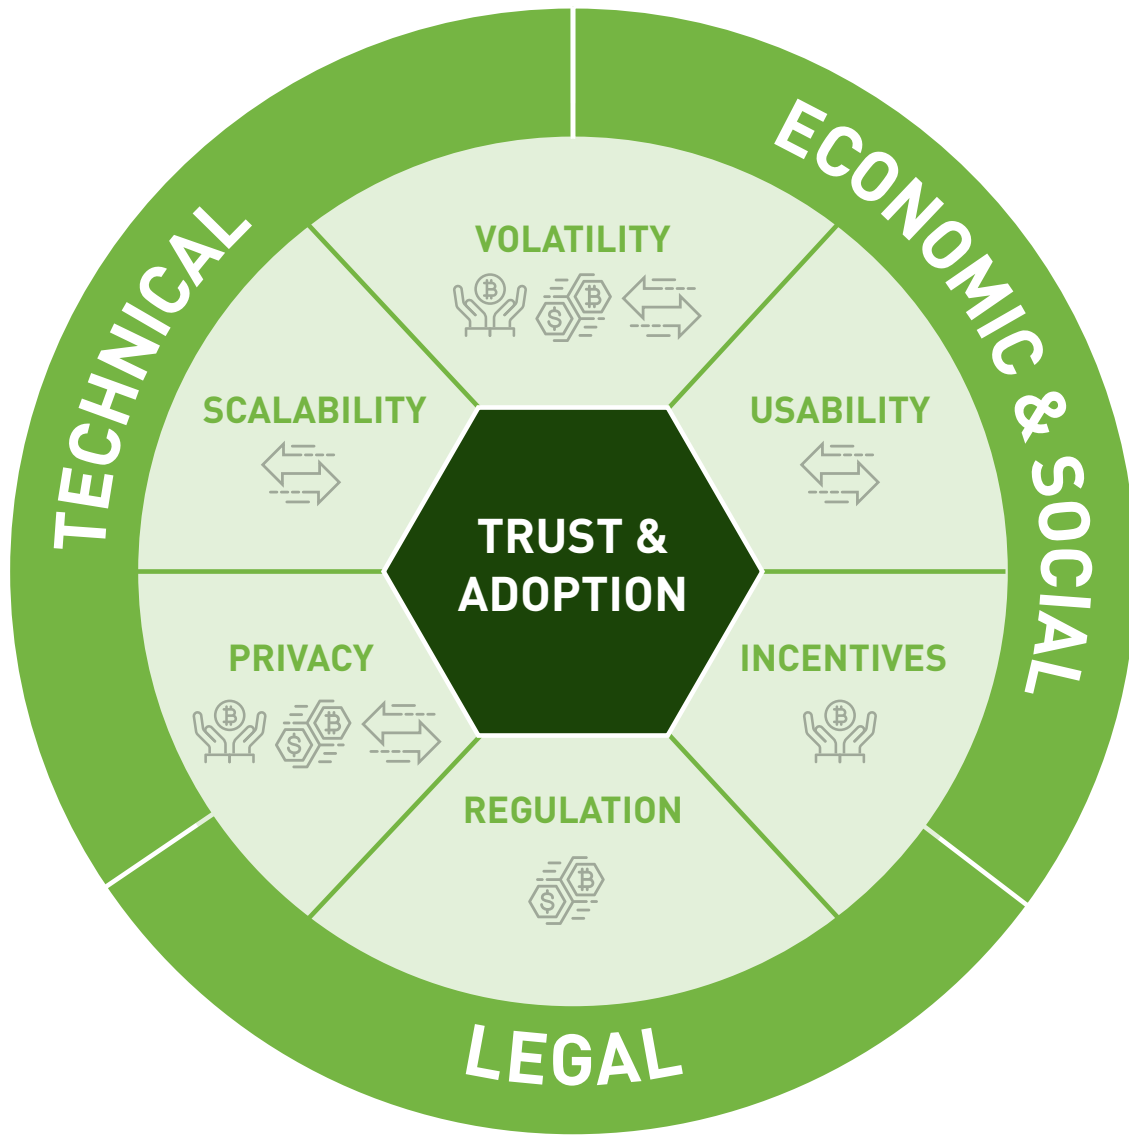 TECHNICAL
ECONOMIC & SOCIAL
VOLATILITY
SCALABILITY
USABILITY
TRUST &
ADOPTION
PRIVACY
INCENTIVES
REGULATION
LEGAL